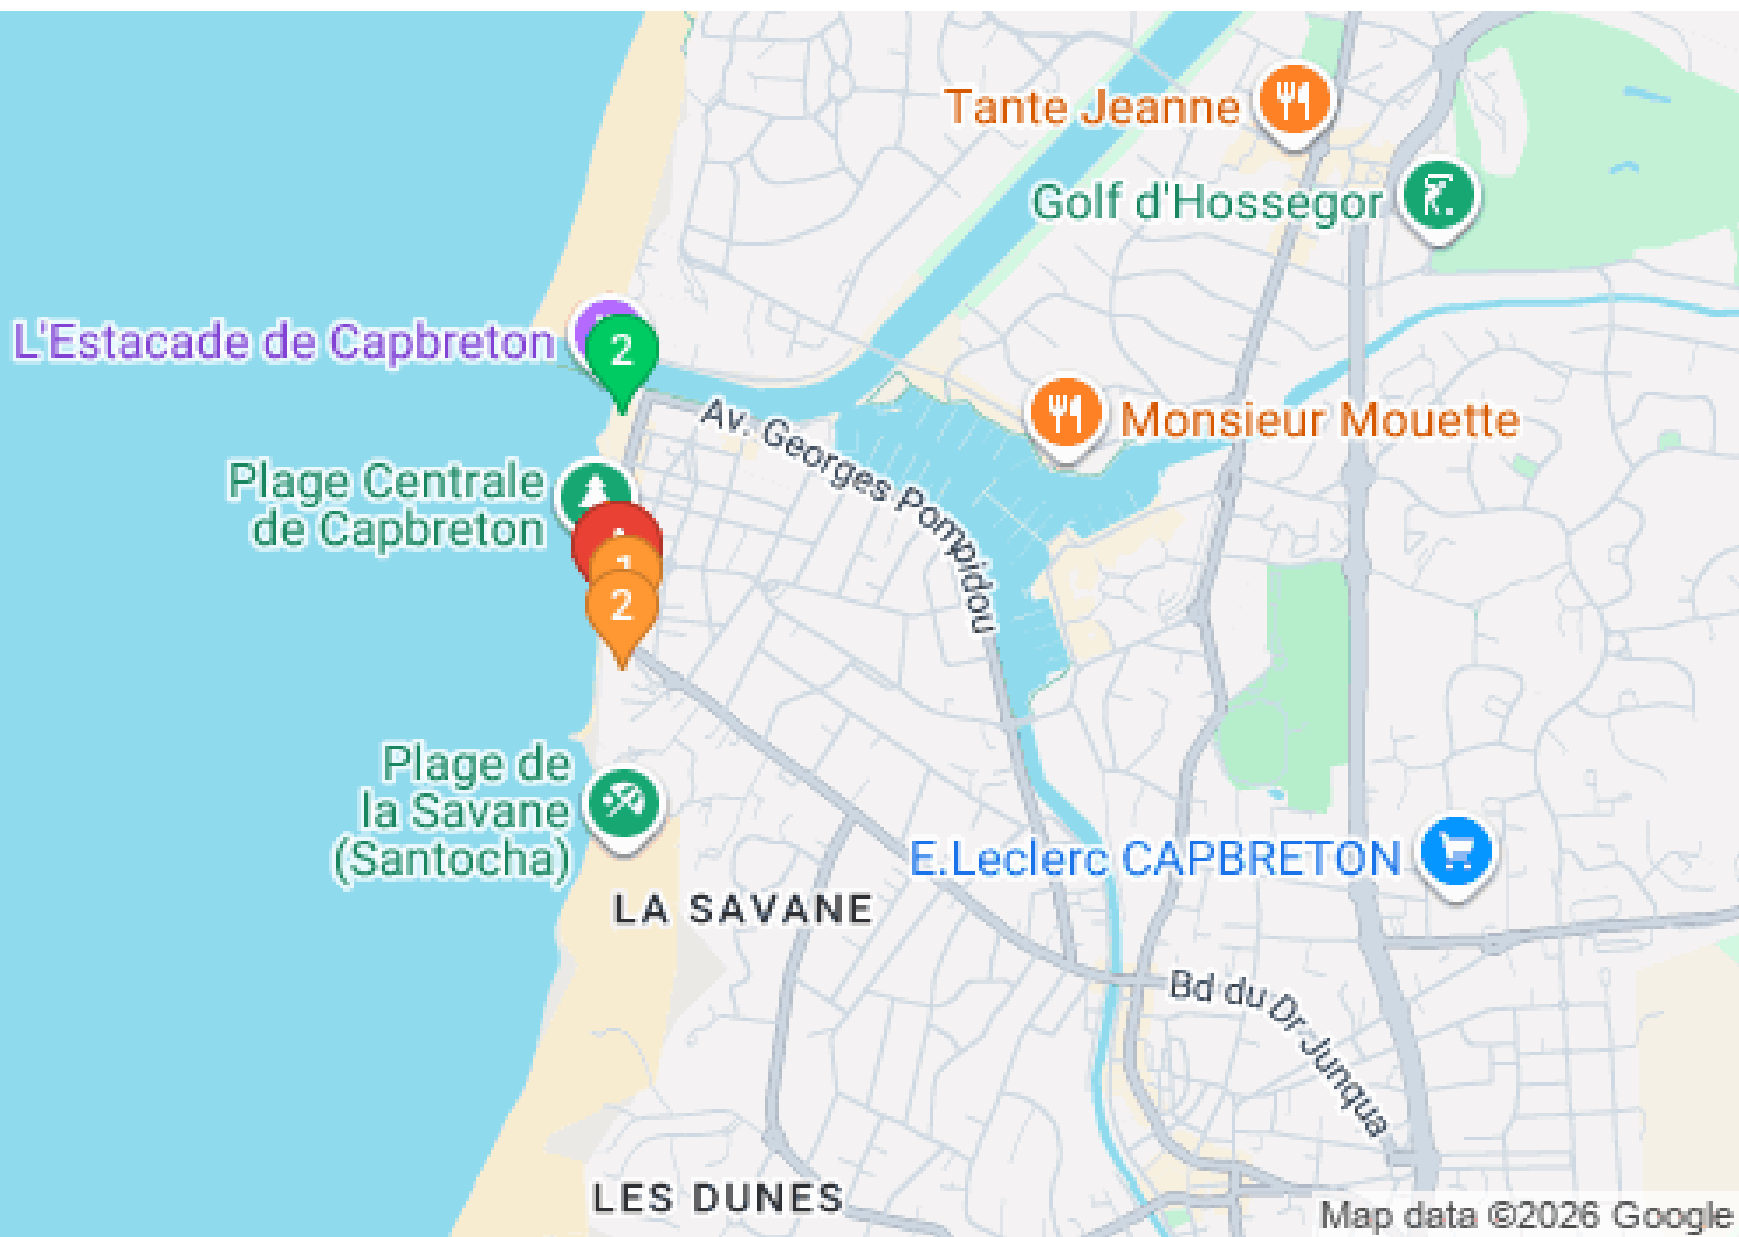 Tante Jeanne
Golf d'Hossegor
L'Estacade de Capbreton
2
Av. Georges Pompidou
Monsieur Mouette
Plage Centrale
de Capbreton
1
2
Plage de
la Savane
(Santocha)
E.Leclerc CAPBRETON
LA SAVANE
Bd du Dr Junqua
LES DUNES
Map data ©2026 Google